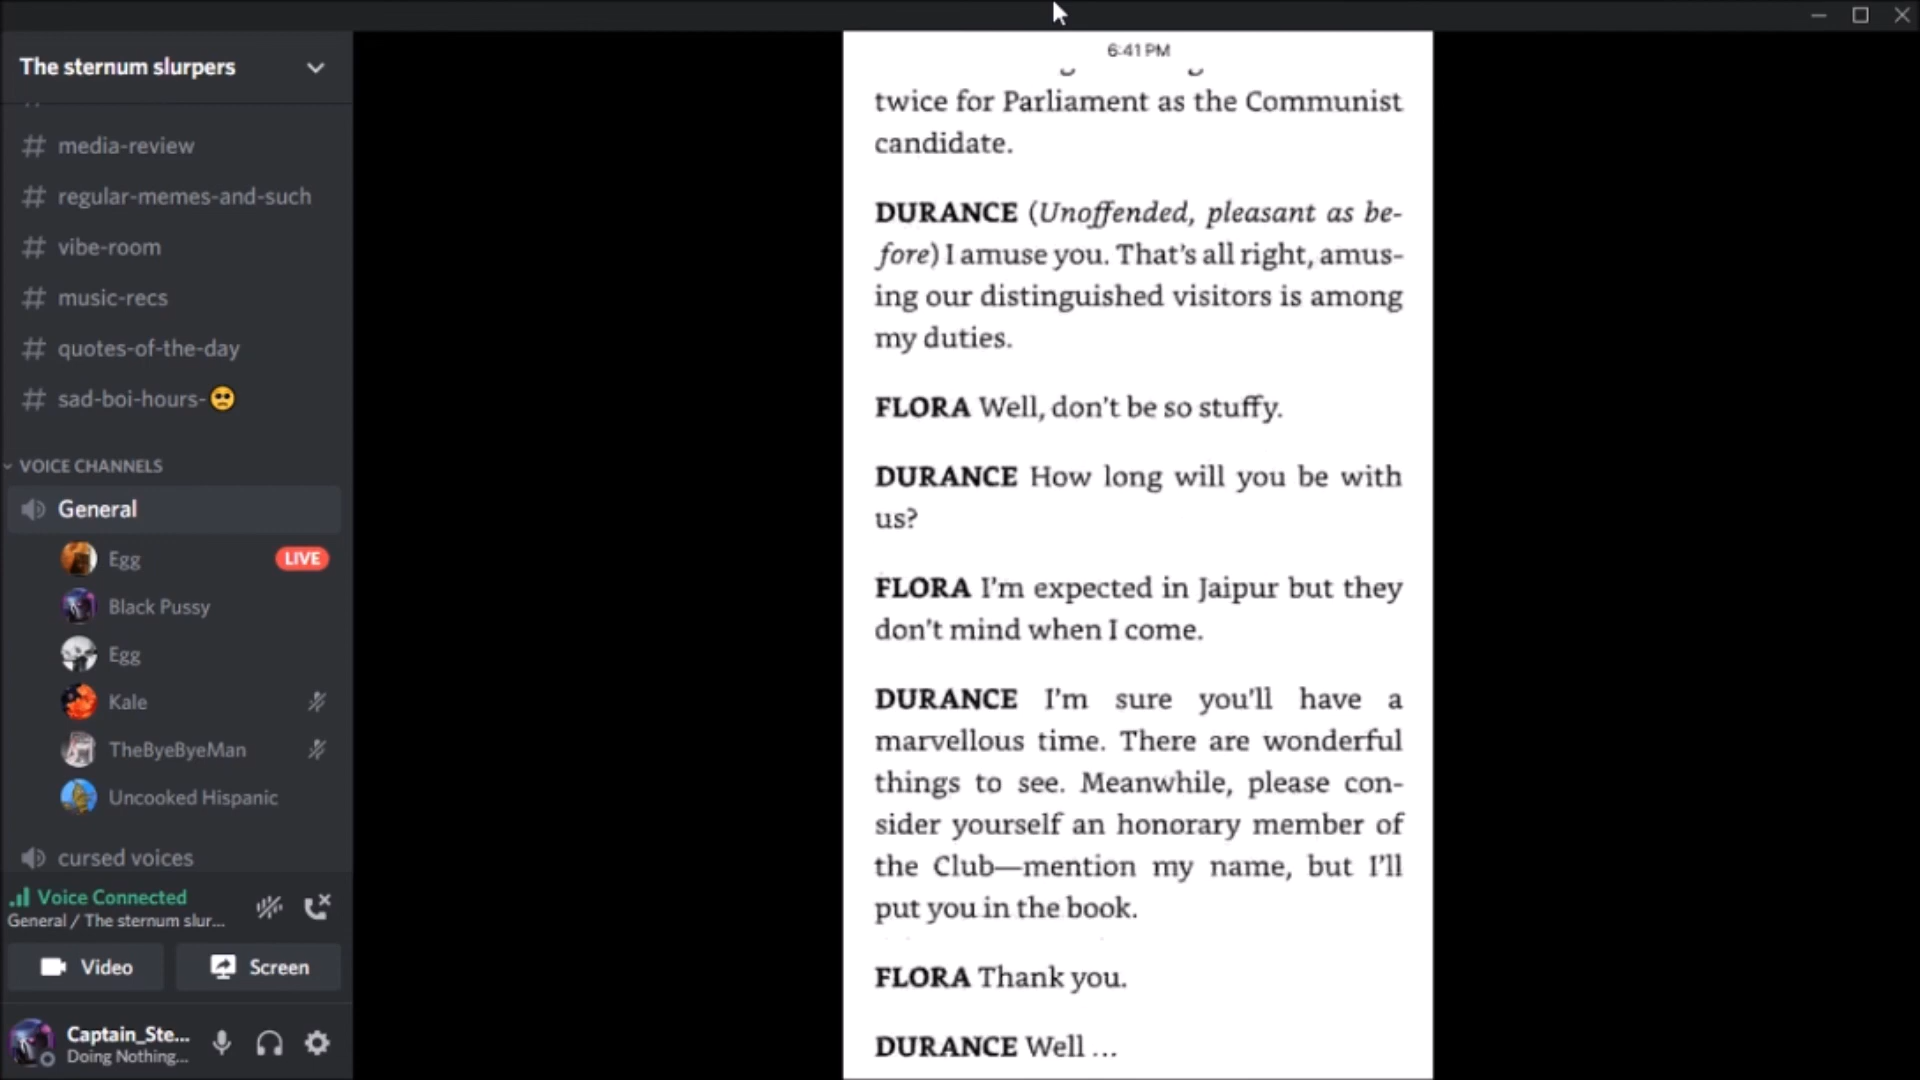 The sternum slurpers
# media-review
# regular-memes-and-such
# vibe-room
# music-recs
# quotes-of-the-day
# sad-boi-hours-🥺
VOICE CHANNELS
General
Egg LIVE
Black Pussy
Egg
Kale
TheByeByeMan
Uncooked Hispanic
cursed voices
Voice Connected
General / The sternum slur...
Video Screen
Captain_Ste...
Doing Nothing...
6:41 PM
twice for Parliament as the Communist
candidate.
DURANCE (Unoffended, pleasant as be-
fore) I amuse you. That’s all right, amus-
ing our distinguished visitors is among
my duties.
FLORA Well, don’t be so stuffy.
DURANCE How long will you be with
us?
FLORA I’m expected in Jaipur but they
don’t mind when I come.
DURANCE I’m sure you’ll have a
marvellous time. There are wonderful
things to see. Meanwhile, please con-
sider yourself an honorary member of
the Club—mention my name, but I’ll
put you in the book.
FLORA Thank you.
DURANCE Well ...